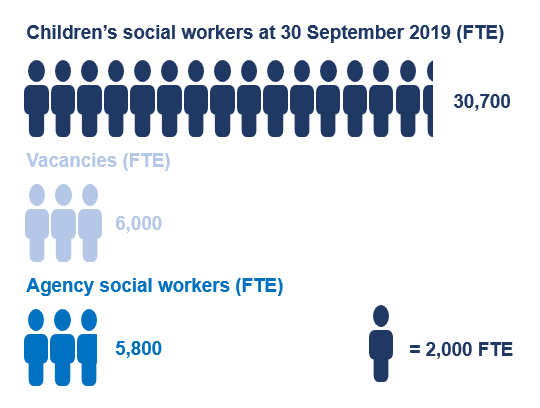 Children’s social workers at 30 September 2019 (FTE)
30,700
Vacancies (FTE)
6,000
Agency social workers (FTE)
5,800
= 2,000 FTE